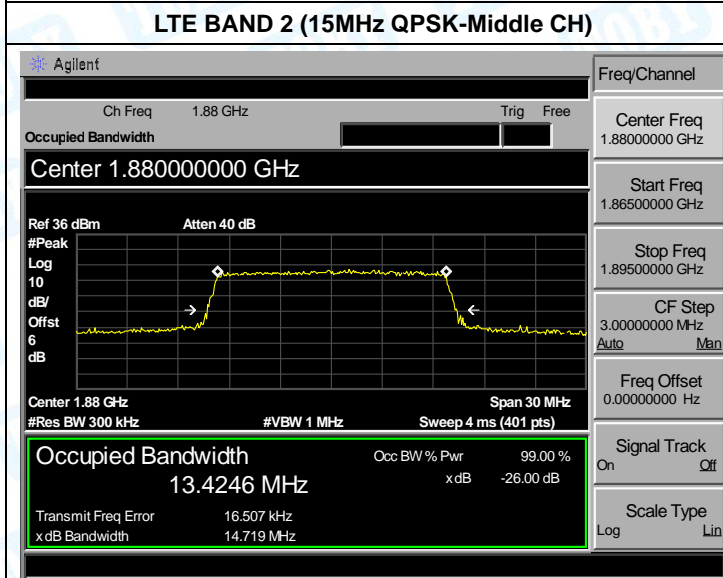 LTE BAND 2 (15MHz QPSK-Middle CH)
Agilent
Freq/Channel
Ch Freq 1.88 GHz Trig Free
Occupied Bandwidth
Center 1.880000000 GHz
Ref 36 dBm Atten 40 dB
#Peak
Log
10
dB/
Offst
6
dB
Center 1.88 GHz Span 30 MHz
#Res BW 300 kHz #VBW 1 MHz Sweep 4 ms (401 pts)
Occupied Bandwidth Occ BW % Pwr 99.00 %
13.4246 MHz x dB -26.00 dB
Transmit Freq Error 16.507 kHz
x dB Bandwidth 14.719 MHz
Center Freq
1.88000000 GHz
Start Freq
1.86500000 GHz
Stop Freq
1.89500000 GHz
CF Step
3.00000000 MHz
Auto Man
Freq Offset
0.00000000 Hz
Signal Track
On Off
Scale Type
Log Lin